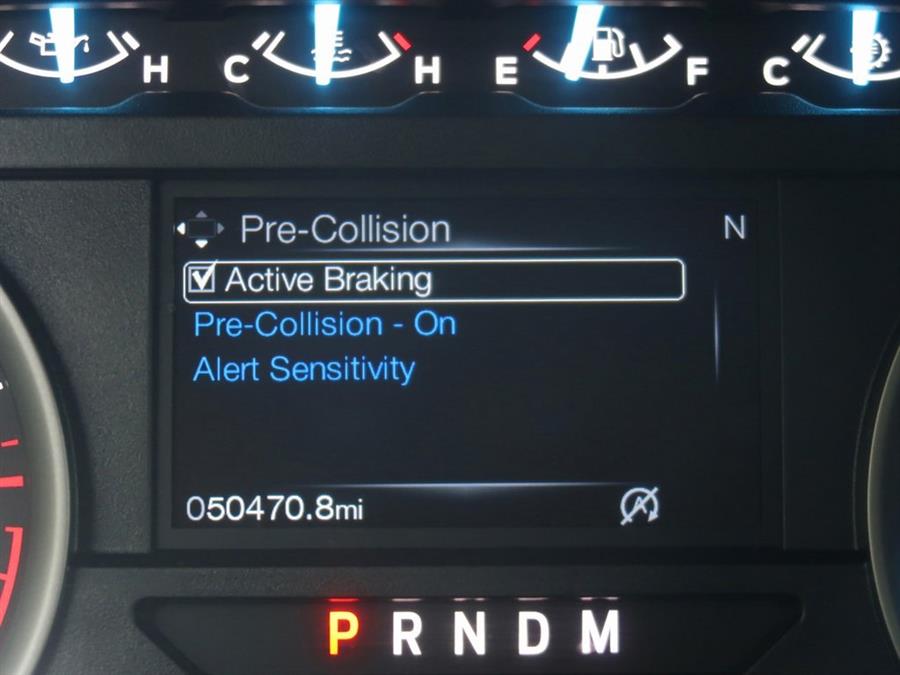 H C H E F C
Pre-Collision N
Active Braking
Pre-Collision - On
Alert Sensitivity
050470.8mi
A
P R N D M